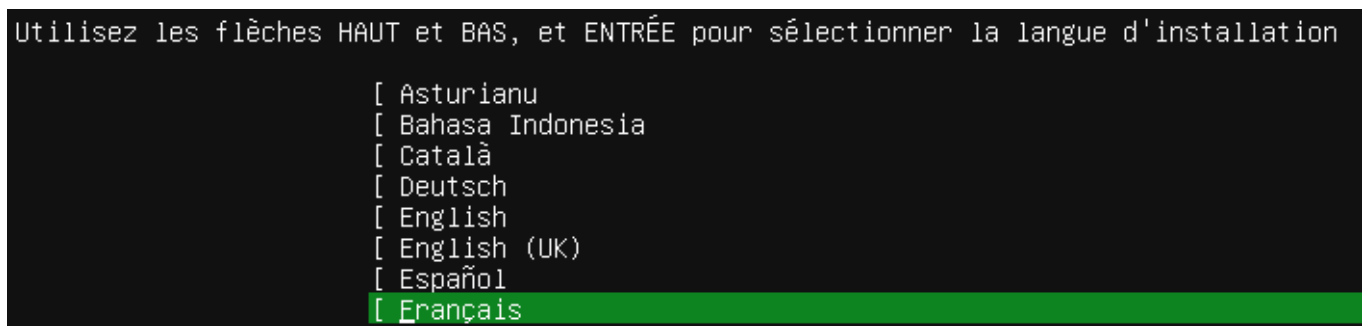 Utilisez les flèches HAUT et BAS, et ENTRÉE pour sélectionner la langue d'installation
[ Asturianu
[ Bahasa Indonesia
[ Català
[ Deutsch
[ English
[ English (UK)
[ Español
[ Français